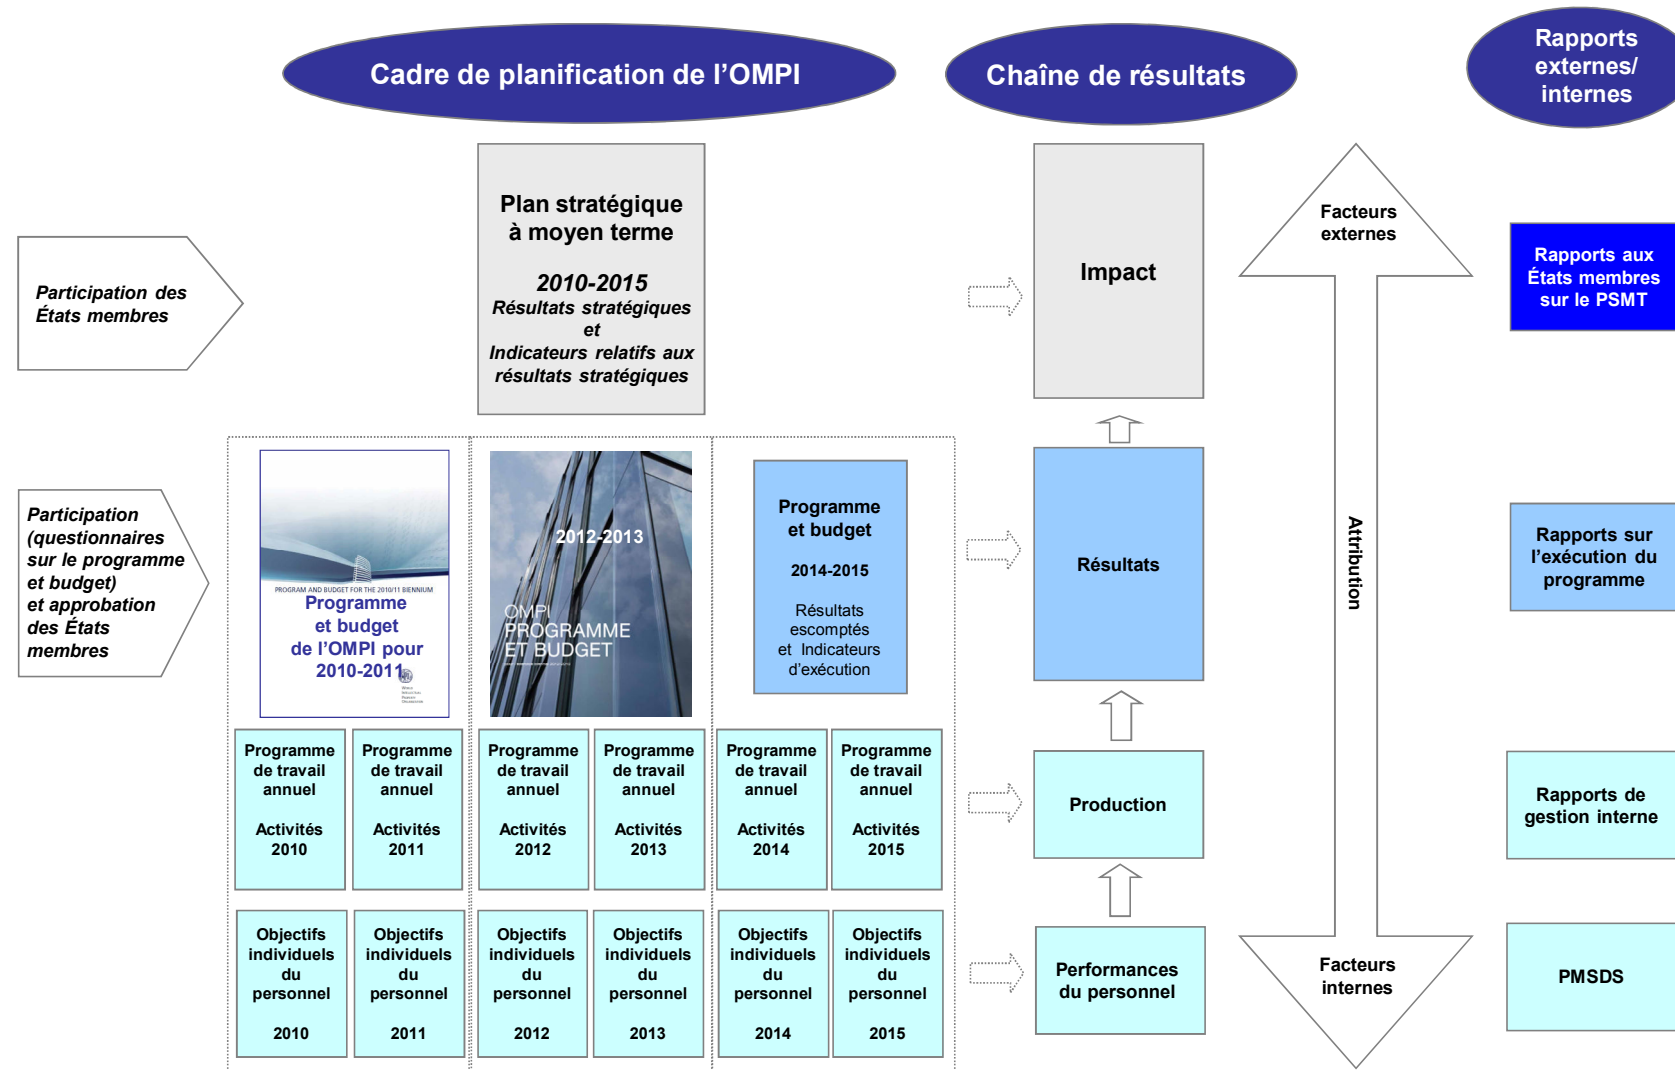 Cadre de planification de l’OMPI
Chaîne de résultats
Rapports
externes/
internes
Participation des
États membres
Plan stratégique
à moyen terme
2010-2015
Résultats stratégiques
et
Indicateurs relatifs aux
résultats stratégiques
Impact
Facteurs
externes
Rapports aux
États membres
sur le PSMT
Participation
(questionnaires
sur le programme
et budget)
et approbation
des États
membres
PROGRAM AND BUDGET FOR THE 2010/11 BIENNIUM
Programme
et budget
de l’OMPI pour
2010-2011
2012-2013
OMPI
PROGRAMME
ET BUDGET
Programme
et budget
2014-2015
Résultats
escomptés
et Indicateurs
d’exécution
Résultats
Attribution
Rapports sur
l’exécution du
programme
Programme
de travail
annuel
Activités
2010
Programme
de travail
annuel
Activités
2011
Programme
de travail
annuel
Activités
2012
Programme
de travail
annuel
Activités
2013
Programme
de travail
annuel
Activités
2014
Programme
de travail
annuel
Activités
2015
Production
Rapports de
gestion interne
Objectifs
individuels
du
personnel
2010
Objectifs
individuels
du
personnel
2011
Objectifs
individuels
du
personnel
2012
Objectifs
individuels
du
personnel
2013
Objectifs
individuels
du
personnel
2014
Objectifs
individuels
du
personnel
2015
Performances
du personnel
Facteurs
internes
PMSDS